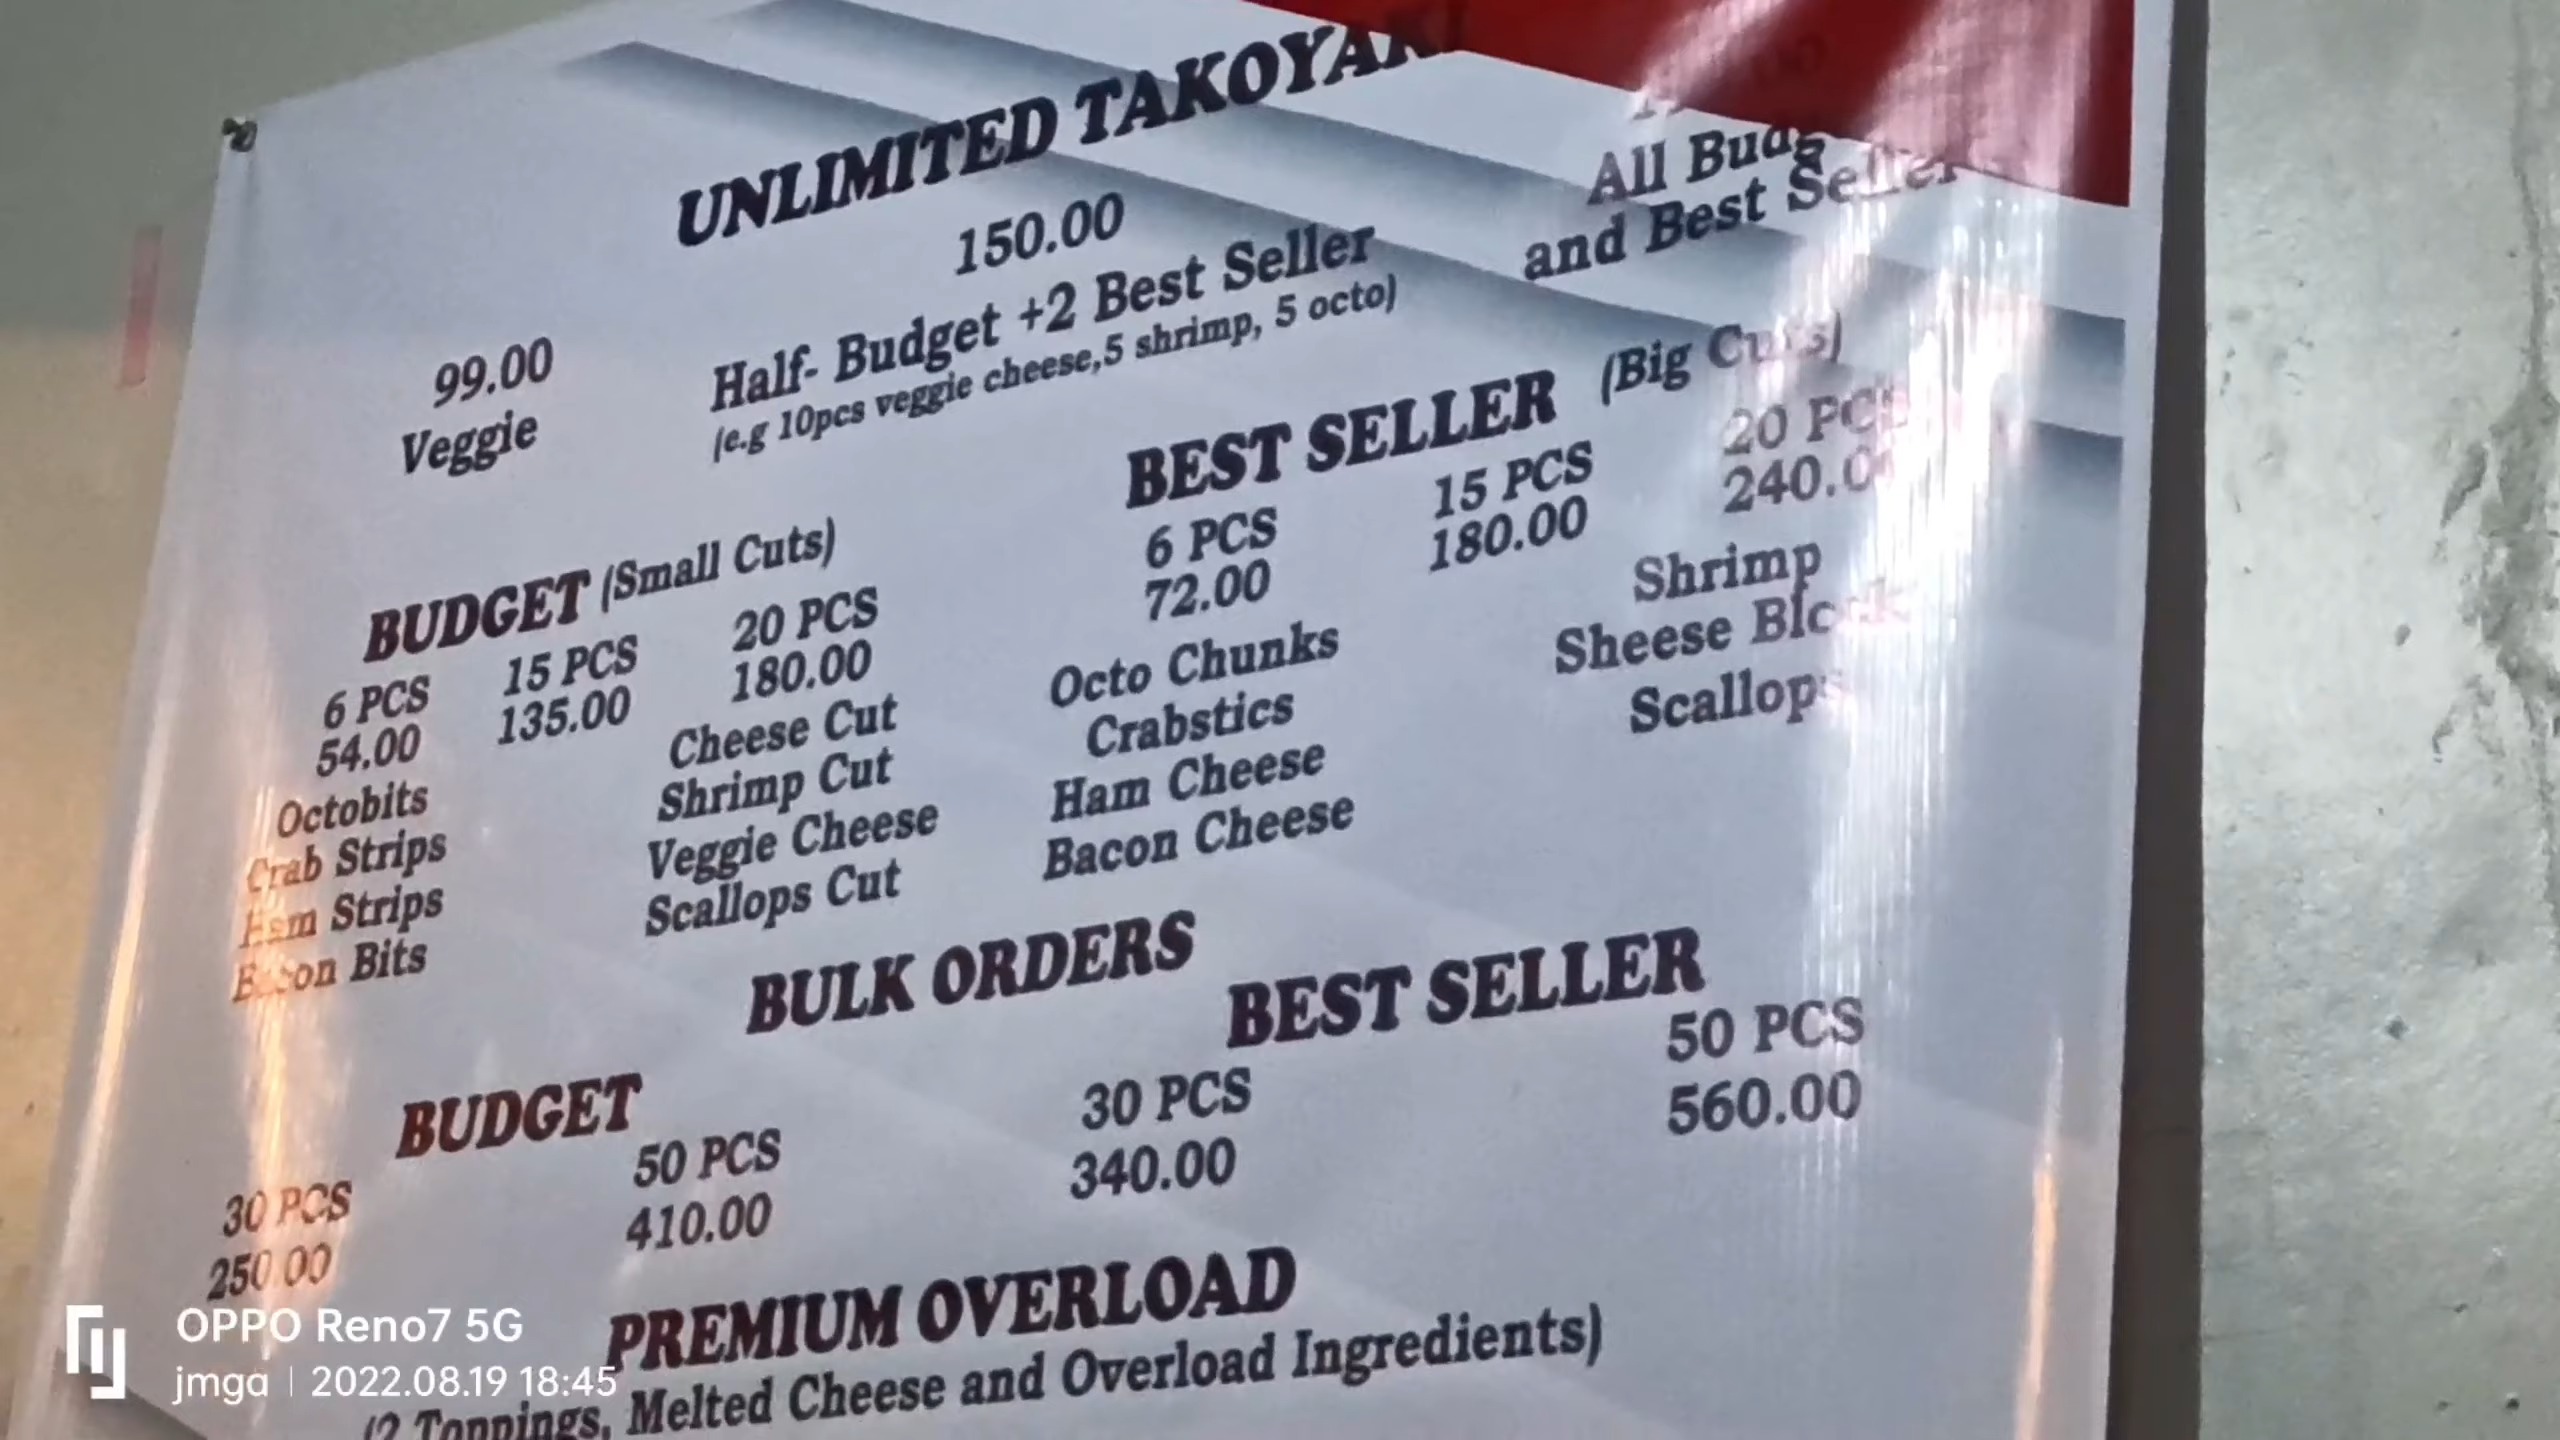 UNLIMITED TAKOYAKI
150.00
All
and Best Seller
99.00
Half- Budget +2 Best Seller
Veggie
(e.g 10pcs veggie cheese,5 shrimp, 5 octo)
BEST SELLER (Big Cuts)
6 PCS 15 PCS 20 PCS
72.00 180.00 240.00
BUDGET (Small Cuts)
6 PCS 15 PCS 20 PCS
54.00 135.00 180.00
Octobits
Crab Strips
Ham Strips
Bacon Bits
Cheese Cut
Shrimp Cut
Veggie Cheese
Scallops Cut
Octo Chunks
Crabstics
Ham Cheese
Bacon Cheese
Shrimp
Sheese Block
Scallops
BULK ORDERS
BUDGET
30 PCS 50 PCS
250.00 410.00
BEST SELLER
30 PCS 50 PCS
340.00 560.00
PREMIUM OVERLOAD
(2 Toppings, Melted Cheese and Overload Ingredients)
OPPO Reno7 5G
jmga | 2022.08.19 18:45